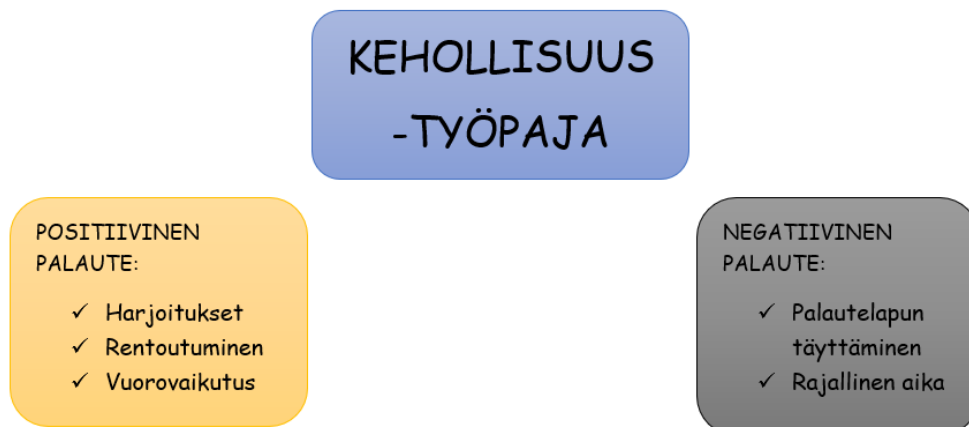 KEHOLLISUUS
-TYÖPAJA
POSITIIVINEN
PALAUTE:
✓ Harjoitukset
✓ Rentoutuminen
✓ Vuorovaikutus
NEGATIIVINEN
PALAUTE:
✓ Palautelapun
täyttäminen
✓ Rajallinen aika